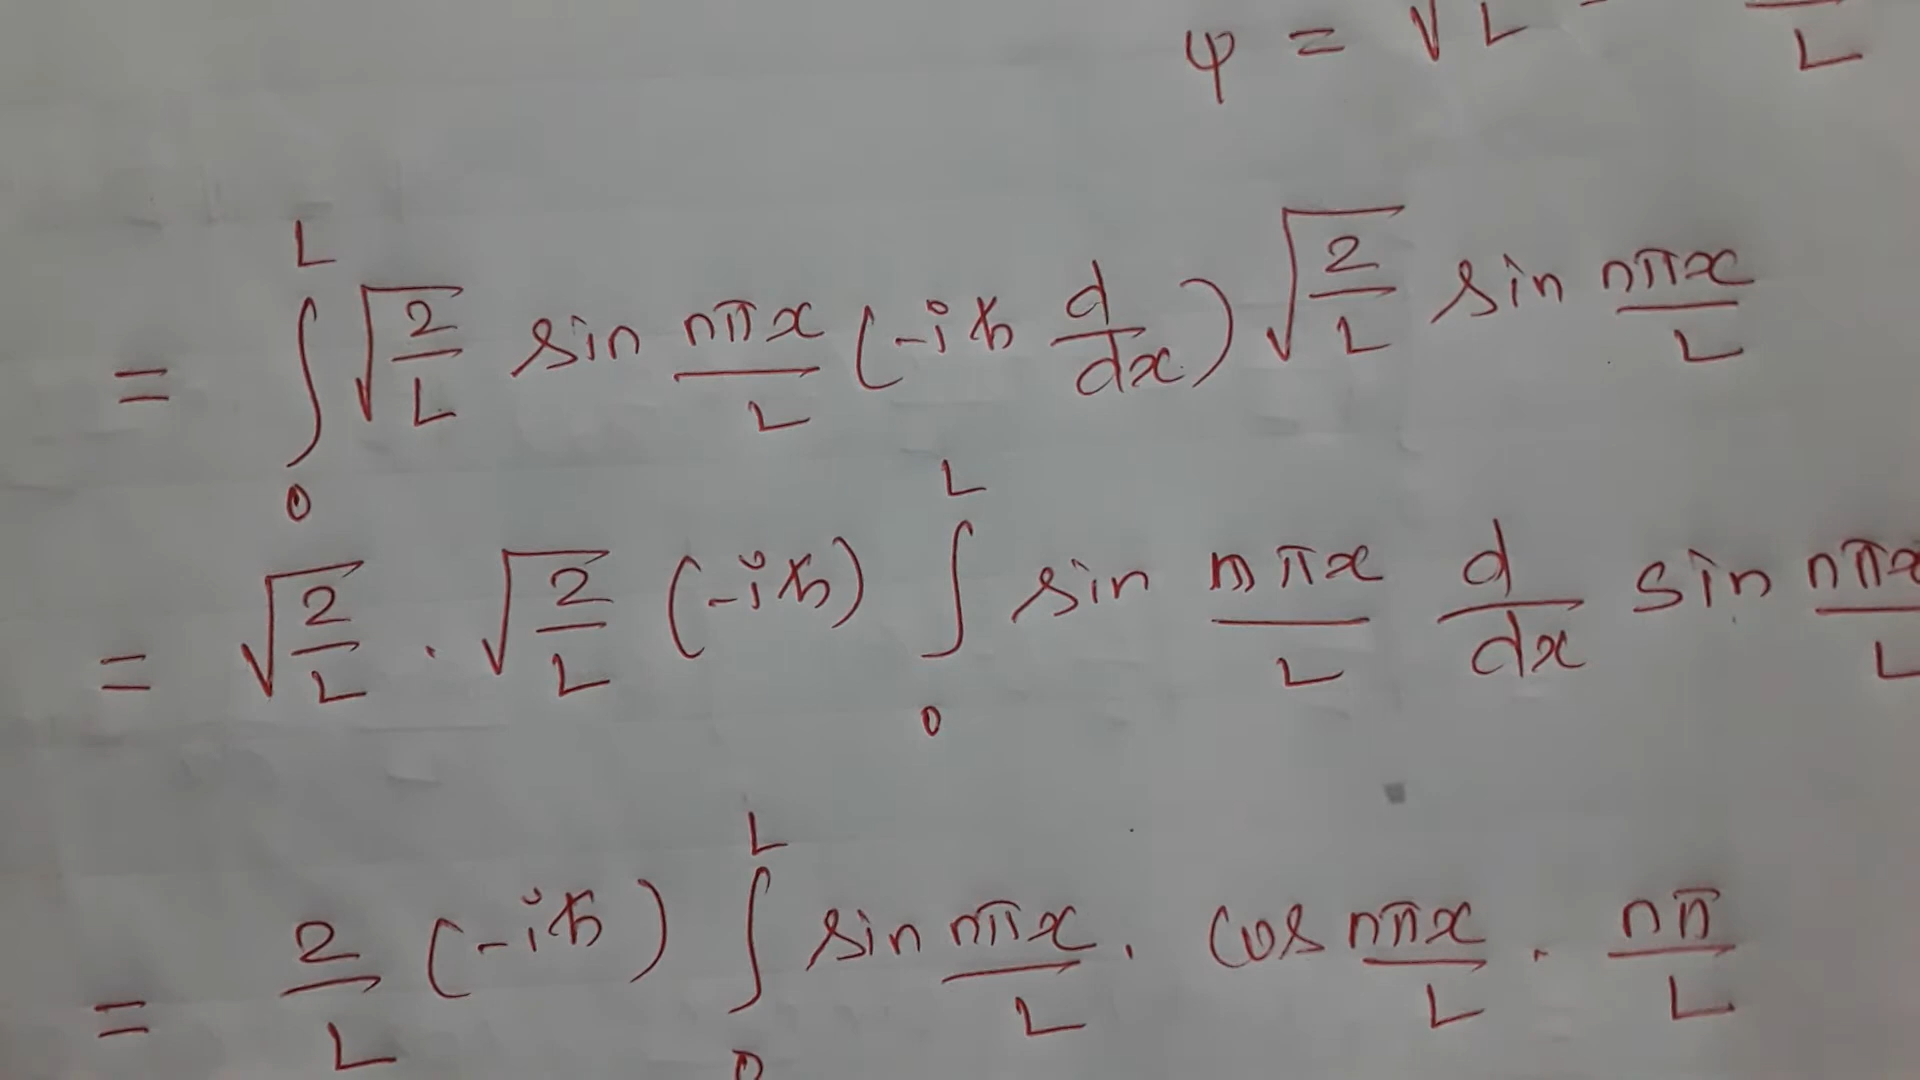 ψ = √L L
= ∫₀ᴸ √(2/L) sin nπx/L (-iħ d/dx) √(2/L) sin nπx/L
= √(2/L) . √(2/L) (-iħ) ∫₀ᴸ sin nπx/L d/dx sin nπx/L
= 2/L (-iħ) ∫₀ᴸ sin nπx/L . cos nπx/L . nπ/L